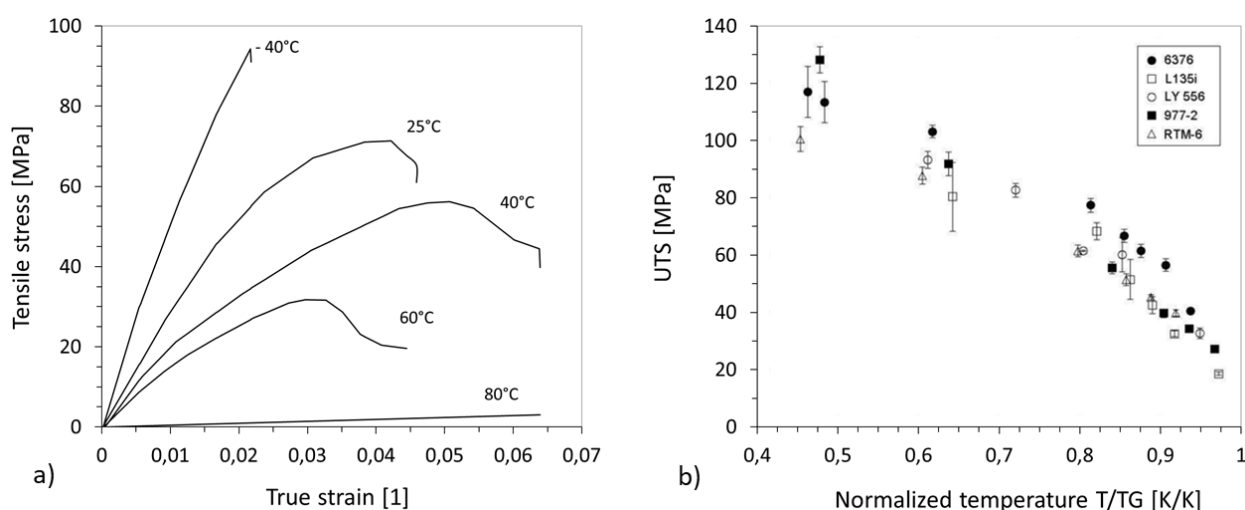 100
80
60
40
20
0
Tensile stress [MPa]
- 40°C
25°C
40°C
60°C
80°C
0 0,01 0,02 0,03 0,04 0,05 0,06 0,07
True strain [1]
a)
140
120
100
80
60
40
20
0
UTS [MPa]
6376
L135i
LY 556
977-2
RTM-6
0,4 0,5 0,6 0,7 0,8 0,9 1
Normalized temperature T/TG [K/K]
b)